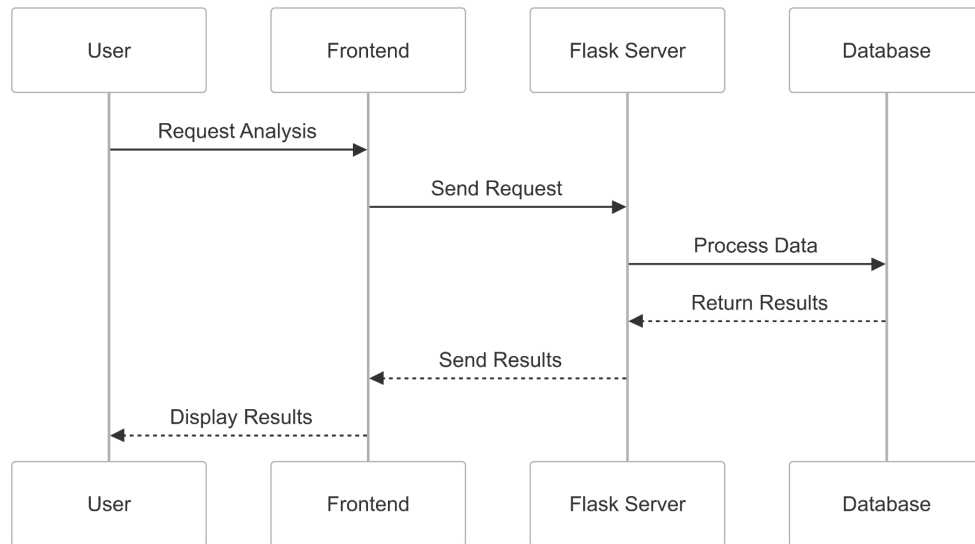 User
Frontend
Flask Server
Database
Request Analysis
Send Request
Process Data
Return Results
Send Results
Display Results
User
Frontend
Flask Server
Database